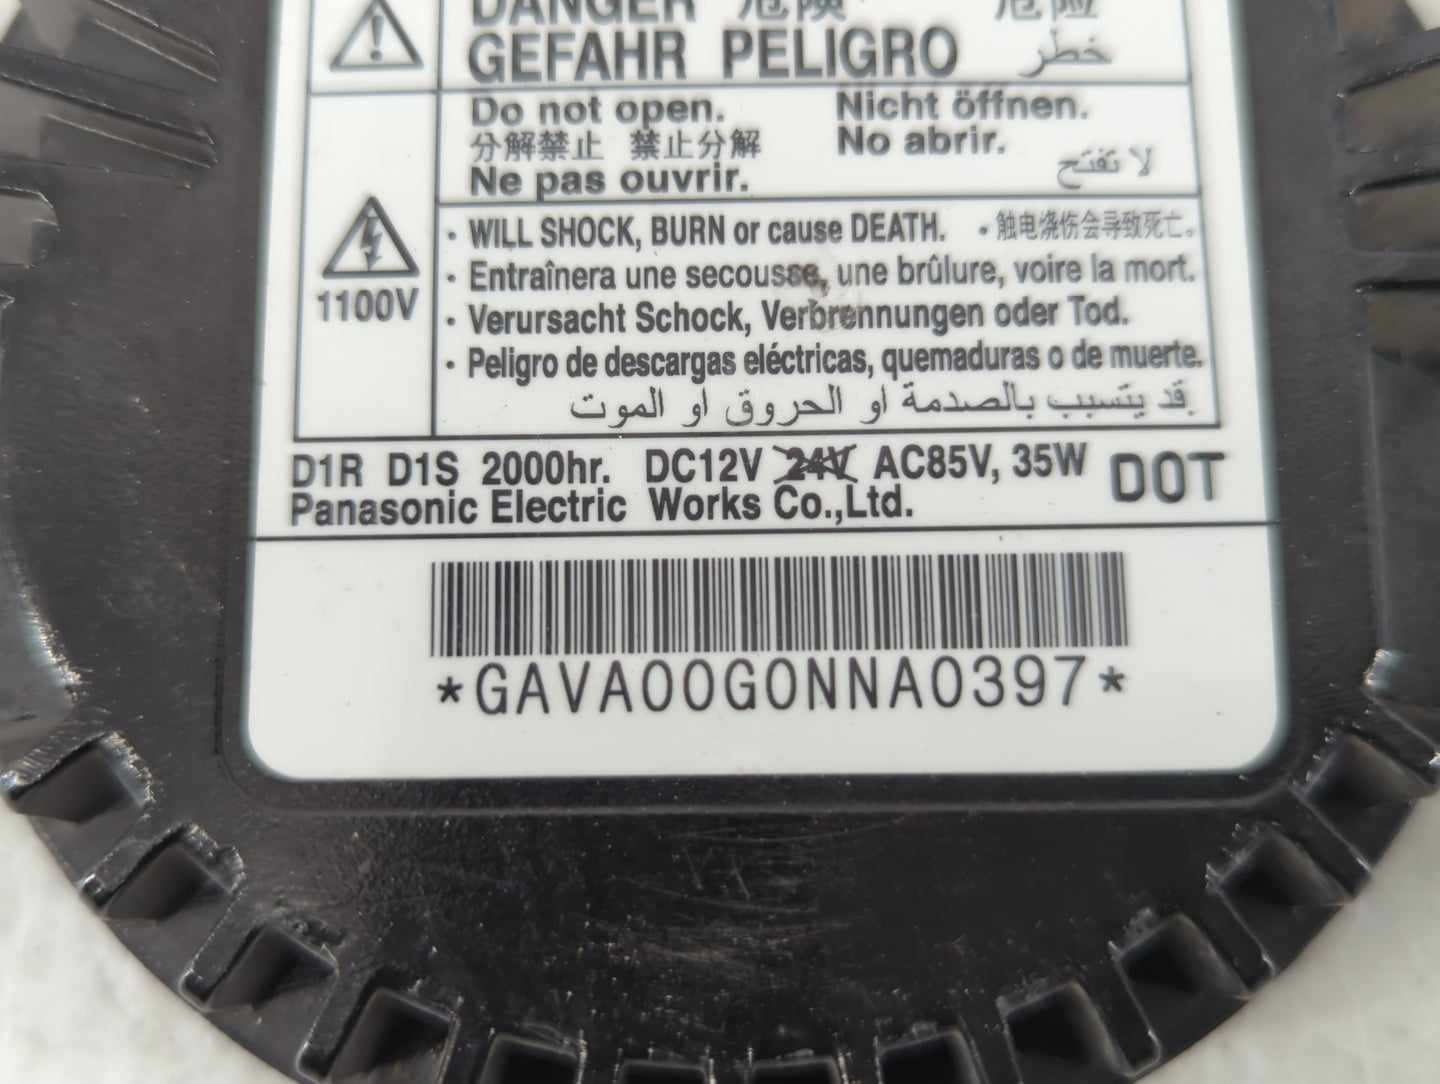 DANGER 危険 危险
GEFAHR PELIGRO خطر
Do not open. Nicht öffnen.
分解禁止 禁止分解 No abrir.
Ne pas ouvrir. لا تفتح
1100V
・WILL SHOCK, BURN or cause DEATH. ・触电烧伤会导致死亡。
・Entraînera une secousse, une brûlure, voire la mort.
・Verursacht Schock, Verbrennungen oder Tod.
・Peligro de descargas eléctricas, quemaduras o de muerte.
قد يتسبب بالصدمة او الحروق او الموت
D1R D1S 2000hr. DC12V 24V AC85V, 35W DOT
Panasonic Electric Works Co.,Ltd.
*GAVA00G0NNA0397*